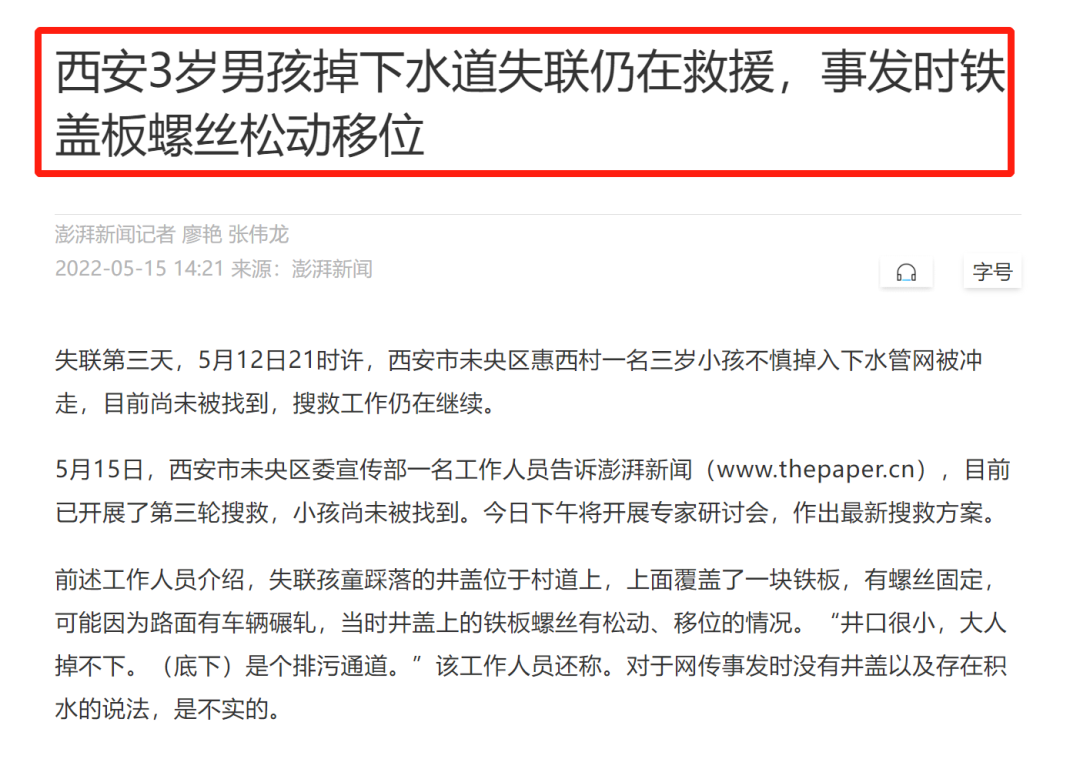 西安3岁男孩掉下水道失联仍在救援，事发时铁
盖板螺丝松动移位
澎湃新闻记者 廖艳 张伟龙
2022-05-15 14:21 来源：澎湃新闻
字号
失联第三天，5月12日21时许，西安市未央区惠西村一名三岁小孩不慎掉入下水管网被冲
走，目前尚未被找到，搜救工作仍在继续。
5月15日，西安市未央区委宣传部一名工作人员告诉澎湃新闻（www.thepaper.cn），目前
已开展了第三轮搜救，小孩尚未被找到。今日下午将开展专家研讨会，作出最新搜救方案。
前述工作人员介绍，失联孩童踩落的井盖位于村道上，上面覆盖了一块铁板，有螺丝固定，
可能因为路面有车辆碾轧，当时井盖上的铁板螺丝有松动、移位的情况。“井口很小，大人
掉不下。（底下）是个排污通道。”该工作人员还称。对于网传事发时没有井盖以及存在积
水的说法，是不实的。